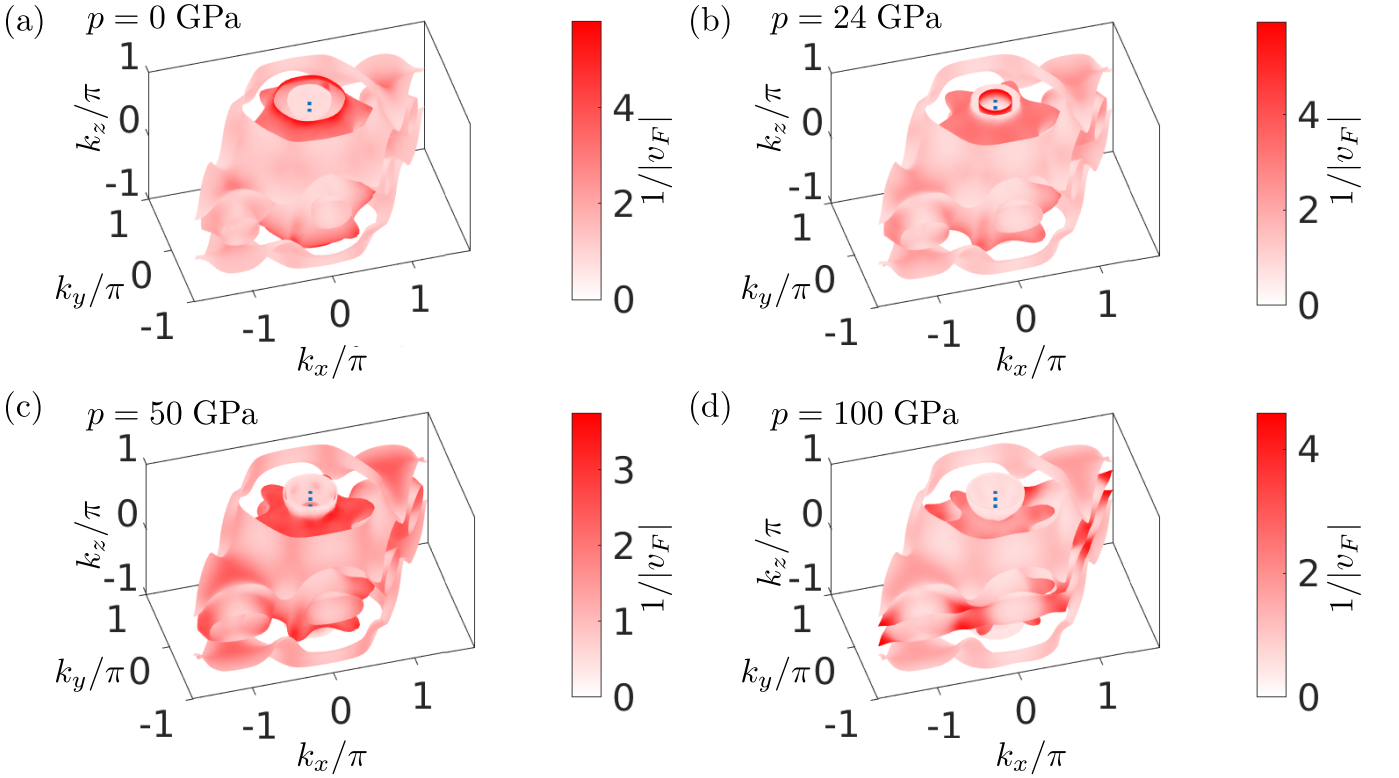 (a) p = 0 GPa
1
0
-1
k_z/π
1
0
-1
k_y/π
-1
0
1
k_x/π
4
2
0
1/|v_F|
(b) p = 24 GPa
1
0
-1
k_z/π
1
0
-1
k_y/π
-1
0
1
k_x/π
4
2
0
1/|v_F|
(c) p = 50 GPa
1
0
-1
k_z/π
1
0
-1
k_y/π
-1
0
1
k_x/π
3
2
1
0
1/|v_F|
(d) p = 100 GPa
1
0
-1
k_z/π
1
0
-1
k_y/π
-1
0
1
k_x/π
4
2
0
1/|v_F|